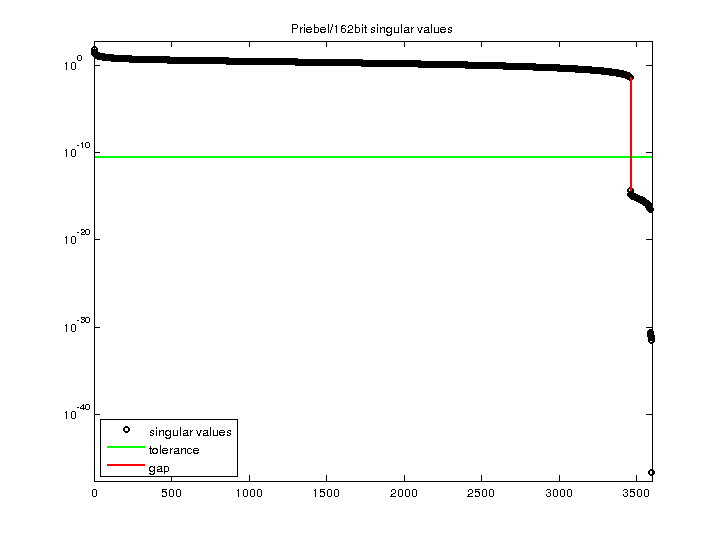 Priebel/162bit singular values
10^0
10^-10
10^-20
10^-30
10^-40
singular values
tolerance
gap
0 500 1000 1500 2000 2500 3000 3500